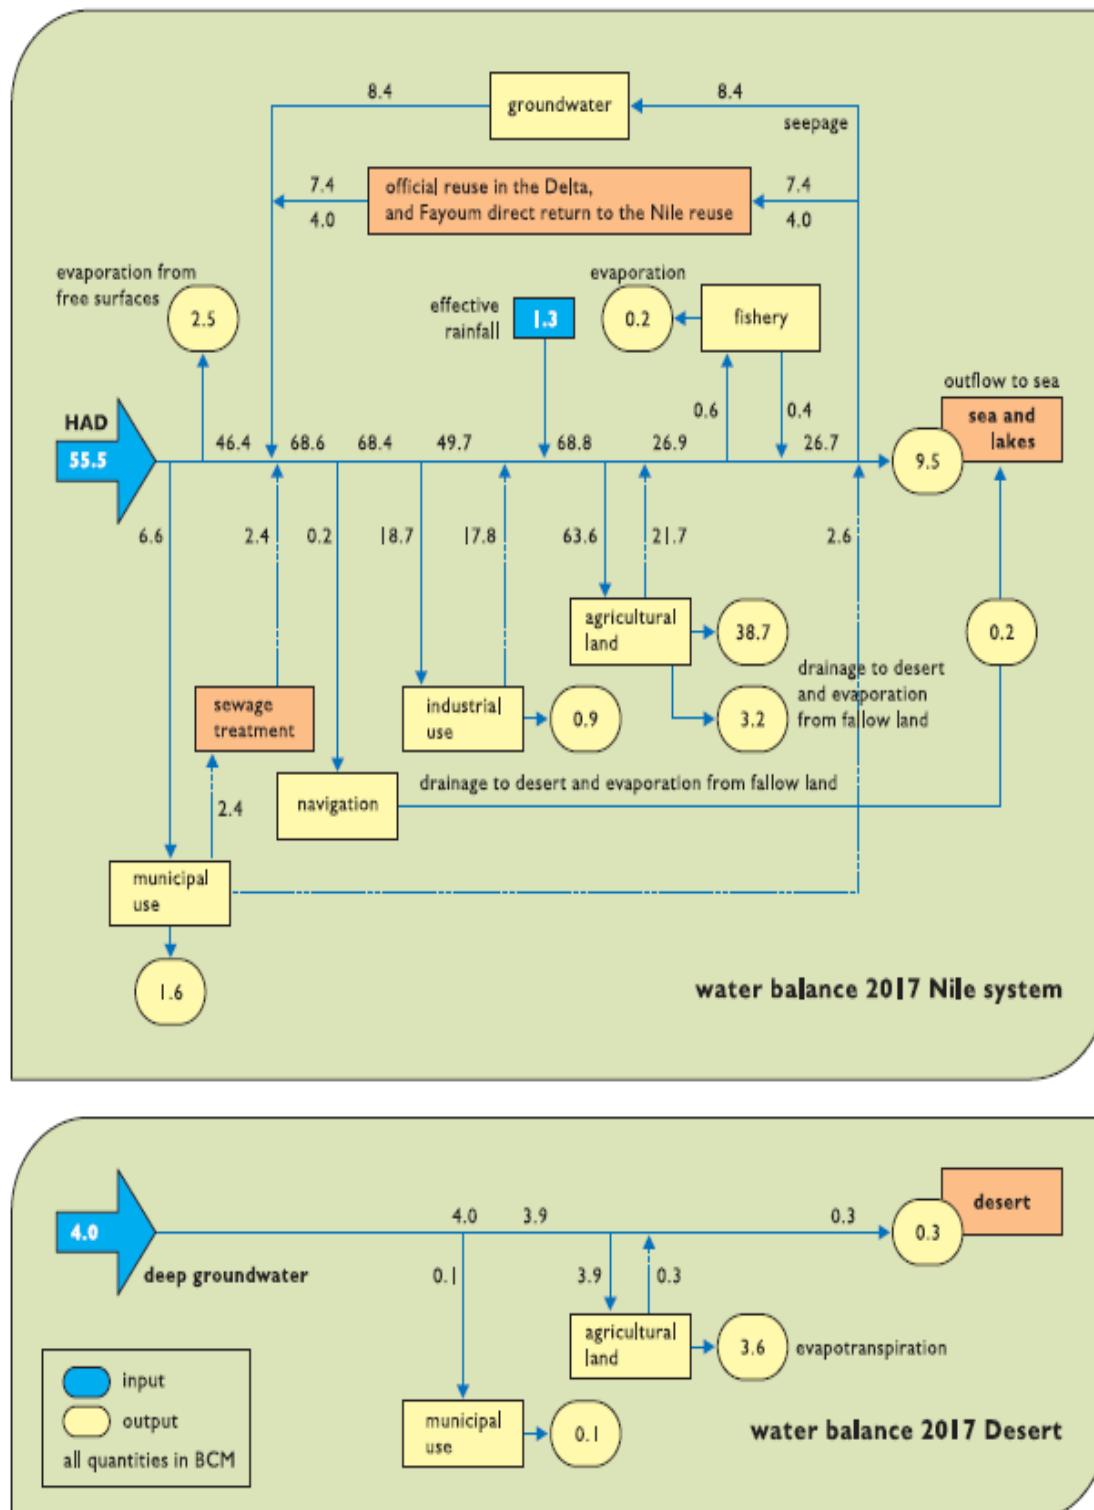 8.4
groundwater
8.4
seepage
7.4
4.0
official reuse in the Delta,
and Fayoum direct return to the Nile reuse
7.4
4.0
evaporation from
free surfaces
2.5
effective
rainfall
1.3
evaporation
0.2
fishery
outflow to sea
sea and
lakes
9.5
HAD
55.5
46.4
68.6
68.4
49.7
68.8
26.9
0.6
0.4
26.7
6.6
2.4
0.2
18.7
17.8
63.6
21.7
2.6
agricultural
land
38.7
0.2
drainage to desert
and evaporation
from fallow land
3.2
sewage
treatment
industrial
use
0.9
navigation
drainage to desert and evaporation from fallow land
2.4
municipal
use
1.6
water balance 2017 Nile system
4.0
deep groundwater
4.0
3.9
0.3
0.3
desert
0.1
3.9
0.3
agricultural
land
3.6
evapotranspiration
municipal
use
0.1
water balance 2017 Desert
input
output
all quantities in BCM